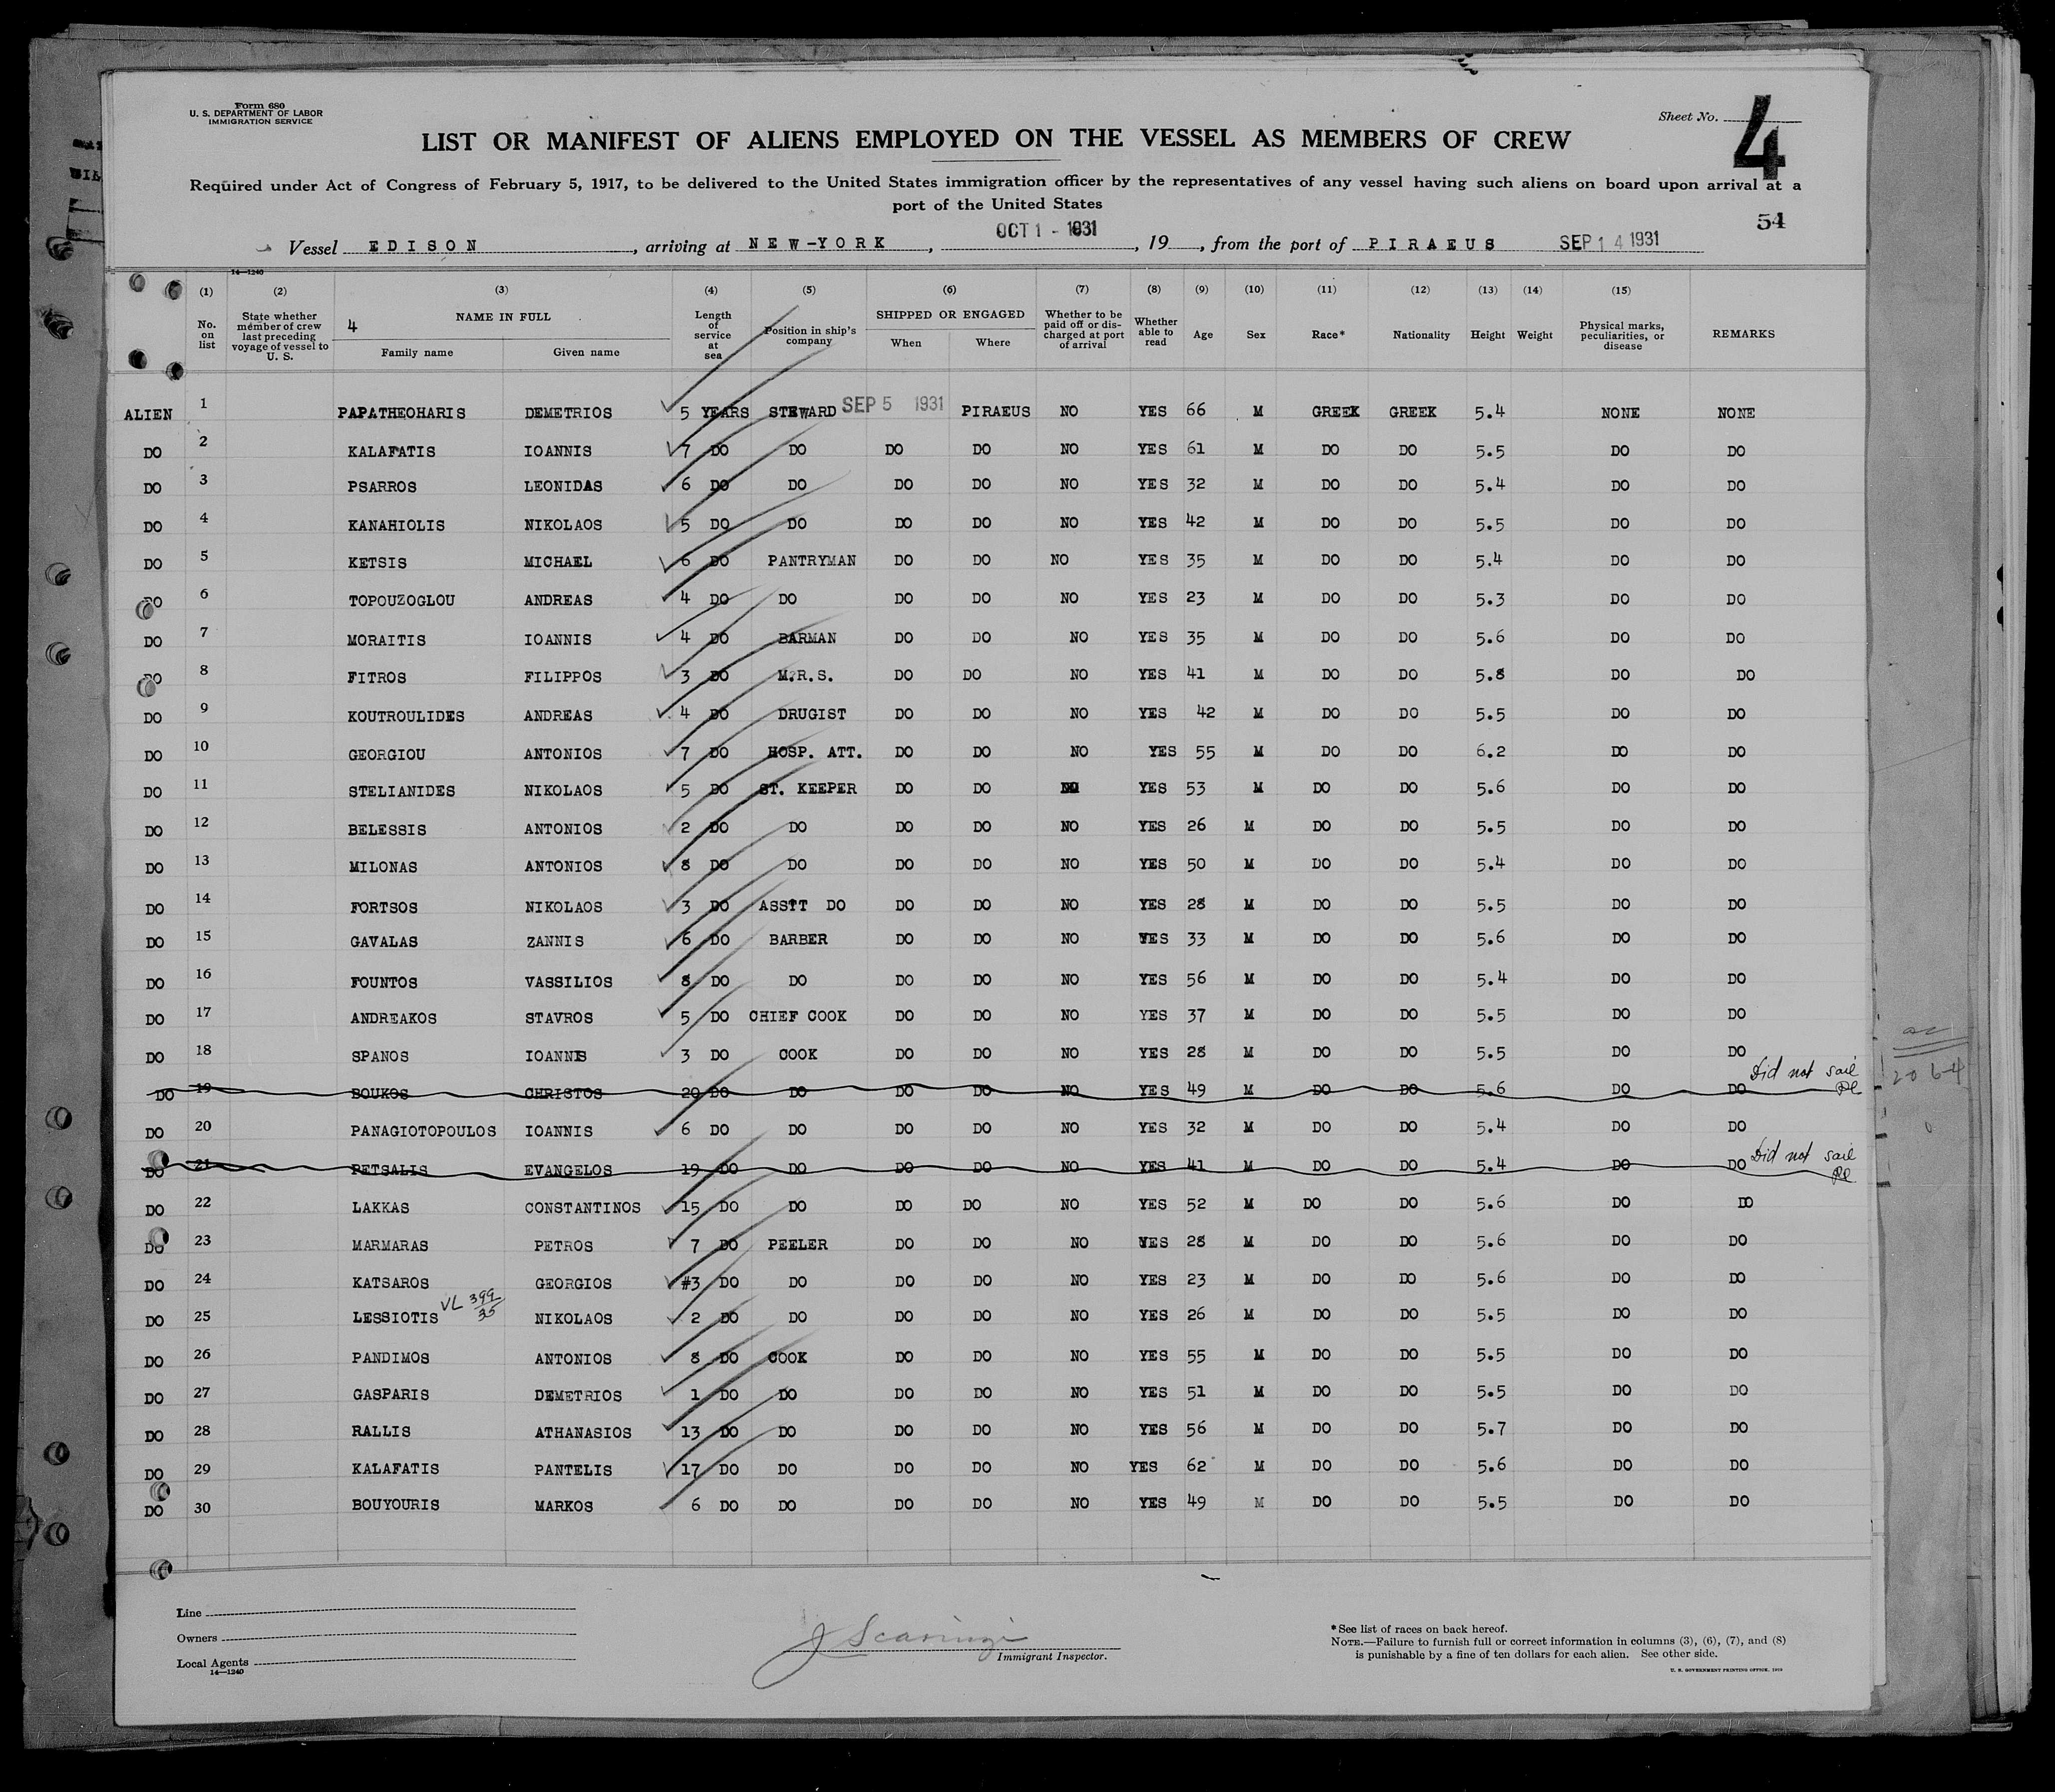 Form 680
U. S. DEPARTMENT OF LABOR
IMMIGRATION SERVICE
Sheet No. 4
LIST OR MANIFEST OF ALIENS EMPLOYED ON THE VESSEL AS MEMBERS OF CREW
Required under Act of Congress of February 5, 1917, to be delivered to the United States immigration officer by the representatives of any vessel having such aliens on board upon arrival at a
port of the United States
54
Vessel EDISON, arriving at NEW-YORK, OCT 1 - 1931, 19, from the port of PIRAEUS SEP 14 1931
14—1240
(1) (2) (3) (4) (5) (6) (7) (8) (9) (10) (11) (12) (13) (14) (15)
No. on list State whether member of crew last preceding voyage of vessel to U. S. 4 NAME IN FULL Family name Given name Length of service at sea Position in ship's company SHIPPED OR ENGAGED When Where Whether to be paid off or discharged at port of arrival Whether able to read Age Sex Race* Nationality Height Weight Physical marks, peculiarities, or disease REMARKS
ALIEN 1 PAPATHEOHARIS DEMETRIOS 5 YEARS STEWARD SEP 5 1931 PIRAEUS NO YES 66 M GREEK GREEK 5.4 NONE NONE
DO 2 KALAFATIS IOANNIS 7 DO DO DO DO NO YES 61 M DO DO 5.5 DO DO
DO 3 PSARROS LEONIDAS 6 DO DO DO DO NO YES 32 M DO DO 5.4 DO DO
DO 4 KANAHIOLIS NIKOLAOS 5 DO DO DO DO NO YES 42 M DO DO 5.5 DO DO
DO 5 KETSIS MICHAEL 6 DO PANTRYMAN DO DO NO YES 35 M DO DO 5.4 DO DO
DO 6 TOPOUZOGLOU ANDREAS 4 DO DO DO DO NO YES 23 M DO DO 5.3 DO DO
DO 7 MORAITIS IOANNIS 4 DO BARMAN DO DO NO YES 35 M DO DO 5.6 DO DO
DO 8 FITROS FILIPPOS 3 DO M.R.S. DO DO NO YES 41 M DO DO 5.8 DO DO
DO 9 KOUTROULIDES ANDREAS 4 DO DRUGIST DO DO NO YES 42 M DO DO 5.5 DO DO
DO 10 GEORGIOU ANTONIOS 7 DO HOSP. ATT. DO DO NO YES 55 M DO DO 6.2 DO DO
DO 11 STELIANIDES NIKOLAOS 5 DO ST. KEEPER DO DO NO YES 53 M DO DO 5.6 DO DO
DO 12 BELESSIS ANTONIOS 2 DO DO DO DO NO YES 26 M DO DO 5.5 DO DO
DO 13 MILONAS ANTONIOS 8 DO DO DO DO NO YES 50 M DO DO 5.4 DO DO
DO 14 FORTSOS NIKOLAOS 3 DO ASSTT DO DO DO NO YES 28 M DO DO 5.5 DO DO
DO 15 GAVALAS ZANNIS 6 DO BARBER DO DO NO YES 33 M DO DO 5.6 DO DO
DO 16 FOUNTOS VASSILIOS 8 DO DO DO DO NO YES 56 M DO DO 5.4 DO DO
DO 17 ANDREAKOS STAVROS 5 DO CHIEF COOK DO DO NO YES 37 M DO DO 5.5 DO DO
DO 18 SPANOS IOANNIS 3 DO COOK DO DO NO YES 28 M DO DO 5.5 DO DO
DO 19 BOUKOS CHRISTOS 20 DO DO DO DO NO YES 49 M DO DO 5.6 DO DO Did not sail
DO 20 PANAGIOTOPOULOS IOANNIS 6 DO DO DO DO NO YES 32 M DO DO 5.4 DO DO
DO 21 PETSALIS EVANGELOS 19 DO DO DO DO NO YES 41 M DO DO 5.4 DO DO Did not sail
DO 22 LAKKAS CONSTANTINOS 15 DO DO DO DO NO YES 52 M DO DO 5.6 DO DO
DO 23 MARMARAS PETROS 7 DO PEELER DO DO NO YES 28 M DO DO 5.6 DO DO
DO 24 KATSAROS GEORGIOS #3 DO DO DO DO NO YES 23 M DO DO 5.6 DO DO
DO 25 LESSIOTIS VL 399/35 NIKOLAOS 2 DO DO DO DO NO YES 26 M DO DO 5.5 DO DO
DO 26 PANDIMOS ANTONIOS 8 DO COOK DO DO NO YES 55 M DO DO 5.5 DO DO
DO 27 GASPARIS DEMETRIOS 1 DO DO DO DO NO YES 51 M DO DO 5.5 DO DO
DO 28 RALLIS ATHANASIOS 13 DO DO DO DO NO YES 56 M DO DO 5.7 DO DO
DO 29 KALAFATIS PANTELIS 17 DO DO DO DO NO YES 62 M DO DO 5.6 DO DO
DO 30 BOUYOURIS MARKOS 6 DO DO DO DO NO YES 49 M DO DO 5.5 DO DO
Line
Owners
Local Agents
14—1240
J Scaringi
Immigrant Inspector.
*See list of races on back hereof.
NOTE.—Failure to furnish full or correct information in columns (3), (6), (7), and (8)
is punishable by a fine of ten dollars for each alien. See other side.